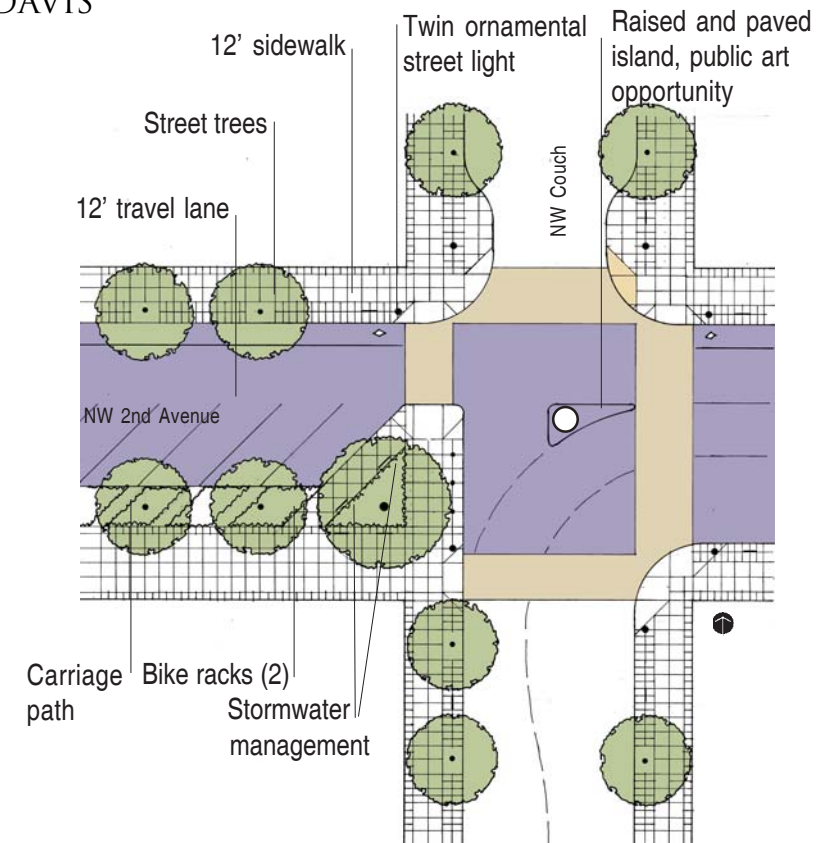 DAVIS
12' sidewalk
Twin ornamental
street light
Raised and paved
island, public art
opportunity
Street trees
12' travel lane
NW Couch
NW 2nd Avenue
Carriage
path
Bike racks (2)
Stormwater
management